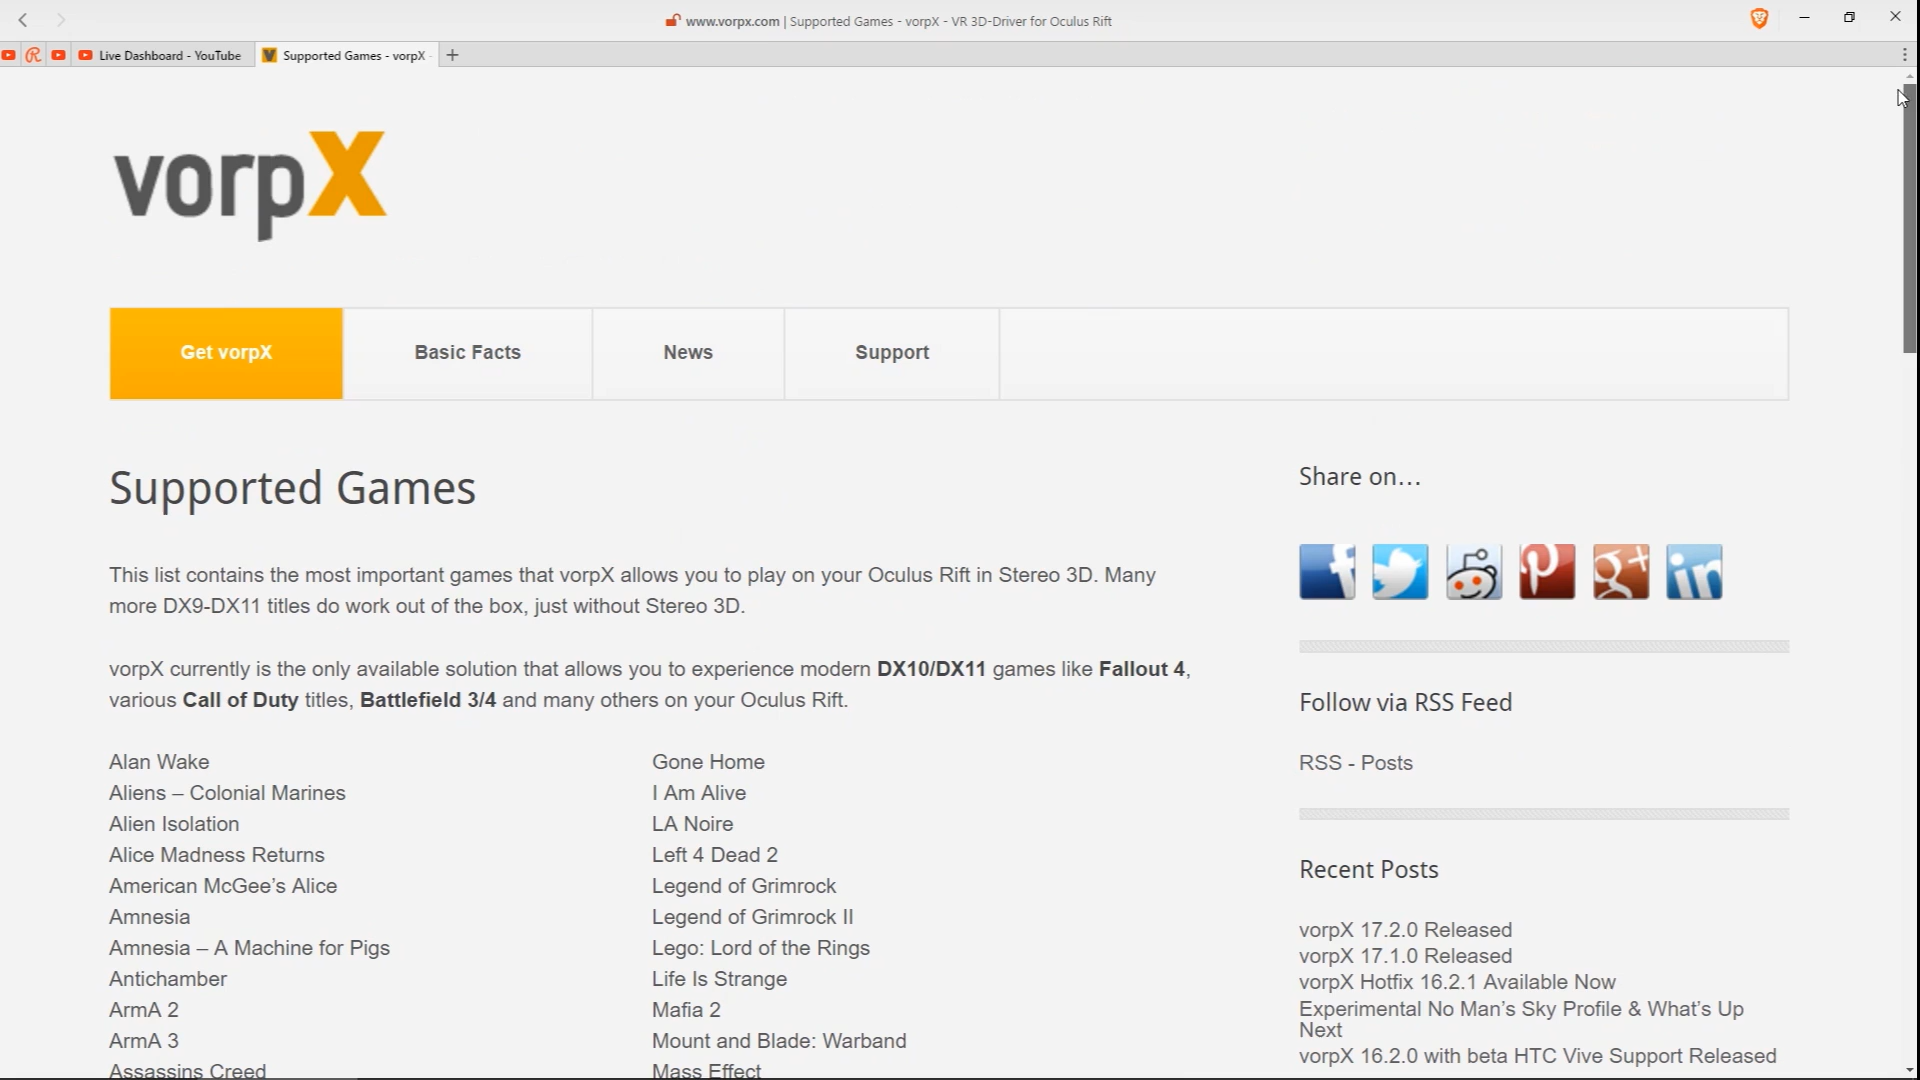 www.vorpx.com | Supported Games - vorpX - VR 3D-Driver for Oculus Rift
Live Dashboard - YouTube
Supported Games - vorpX -
vorpX
Get vorpX
Basic Facts
News
Support
Supported Games
This list contains the most important games that vorpX allows you to play on your Oculus Rift in Stereo 3D. Many
more DX9-DX11 titles do work out of the box, just without Stereo 3D.
vorpX currently is the only available solution that allows you to experience modern DX10/DX11 games like Fallout 4,
various Call of Duty titles, Battlefield 3/4 and many others on your Oculus Rift.
Alan Wake
Aliens – Colonial Marines
Alien Isolation
Alice Madness Returns
American McGee’s Alice
Amnesia
Amnesia – A Machine for Pigs
Antichamber
ArmA 2
ArmA 3
Assassins Creed
Gone Home
I Am Alive
LA Noire
Left 4 Dead 2
Legend of Grimrock
Legend of Grimrock II
Lego: Lord of the Rings
Life Is Strange
Mafia 2
Mount and Blade: Warband
Mass Effect
Share on…
Follow via RSS Feed
RSS - Posts
Recent Posts
vorpX 17.2.0 Released
vorpX 17.1.0 Released
vorpX Hotfix 16.2.1 Available Now
Experimental No Man’s Sky Profile & What’s Up
Next
vorpX 16.2.0 with beta HTC Vive Support Released